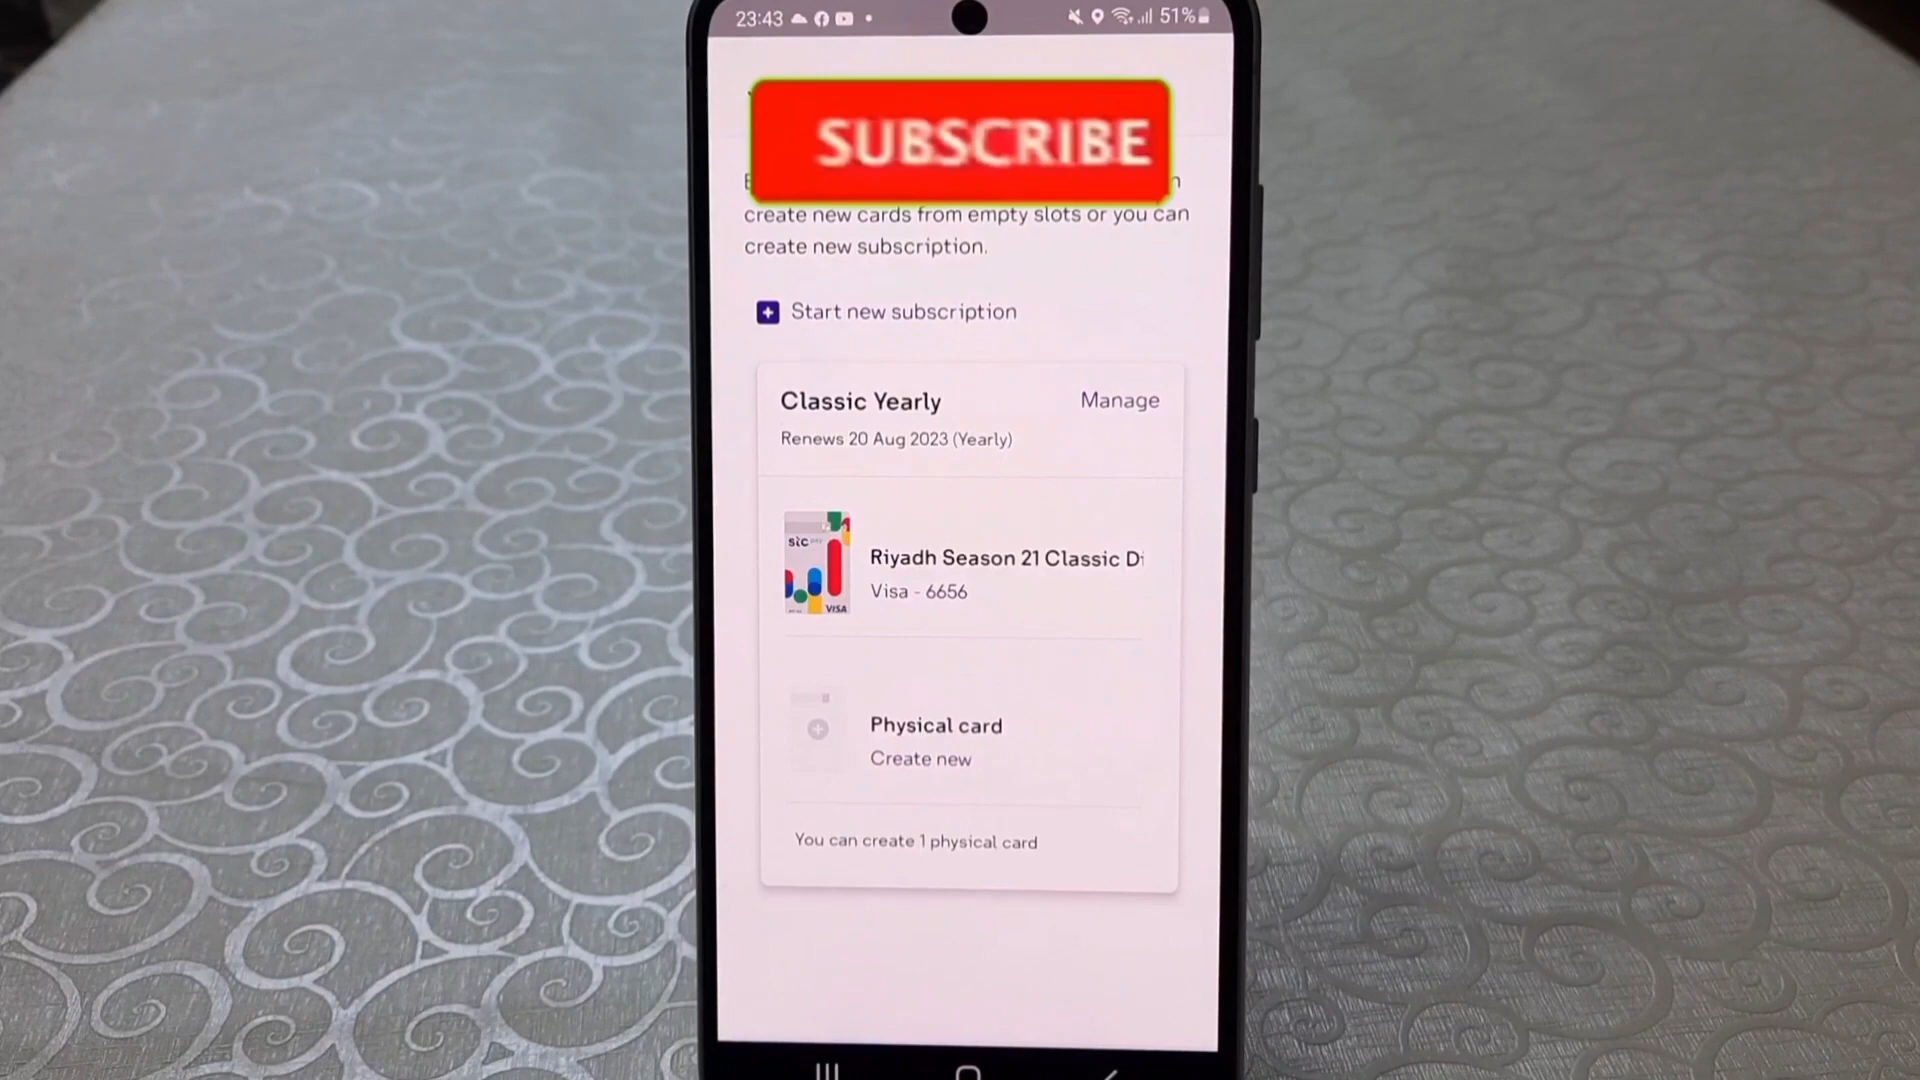 23:43
51%
SUBSCRIBE
create new cards from empty slots or you can
create new subscription.
Start new subscription
Classic Yearly
Manage
Renews 20 Aug 2023 (Yearly)
stc pay
VISA
Riyadh Season 21 Classic Di
Visa - 6656
Physical card
Create new
You can create 1 physical card